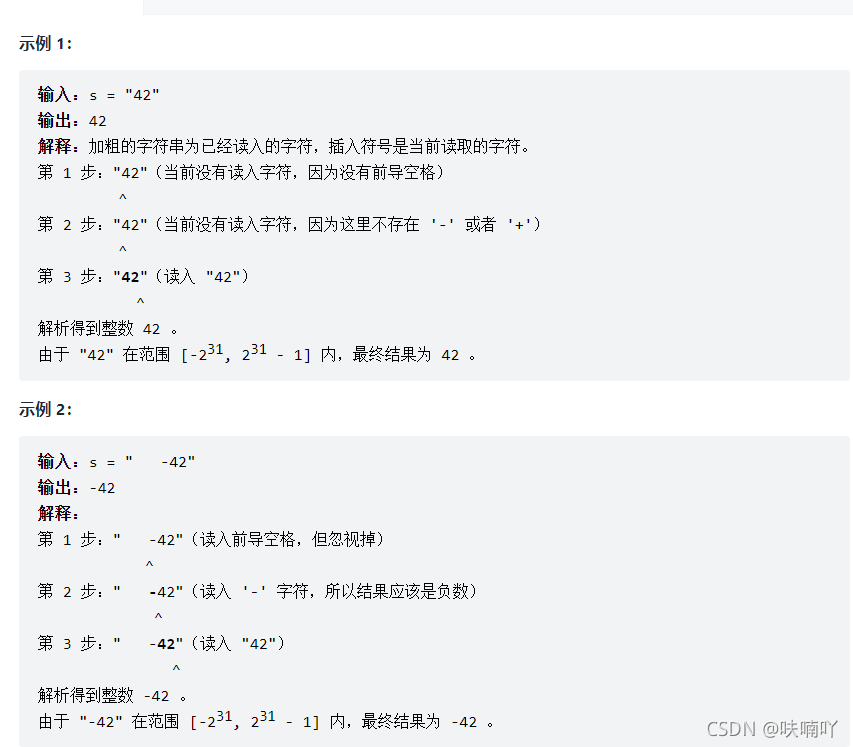 示例 1：
输入：s = "42"
输出：42
解释：加粗的字符串为已经读入的字符，插入符号是当前读取的字符。
第 1 步："42"（当前没有读入字符，因为没有前导空格）
^
第 2 步："42"（当前没有读入字符，因为这里不存在 '-' 或者 '+'）
^
第 3 步："42"（读入 "42"）
^
解析得到整数 42 。
由于 "42" 在范围 [-2³¹, 2³¹ - 1] 内，最终结果为 42 。
示例 2：
输入：s = "   -42"
输出：-42
解释：
第 1 步："   -42"（读入前导空格，但忽视掉）
^
第 2 步："   -42"（读入 '-' 字符，所以结果应该是负数）
^
第 3 步："   -42"（读入 "42"）
^
解析得到整数 -42 。
由于 "-42" 在范围 [-2³¹, 2³¹ - 1] 内，最终结果为 -42 。
CSDN @呋喃吖